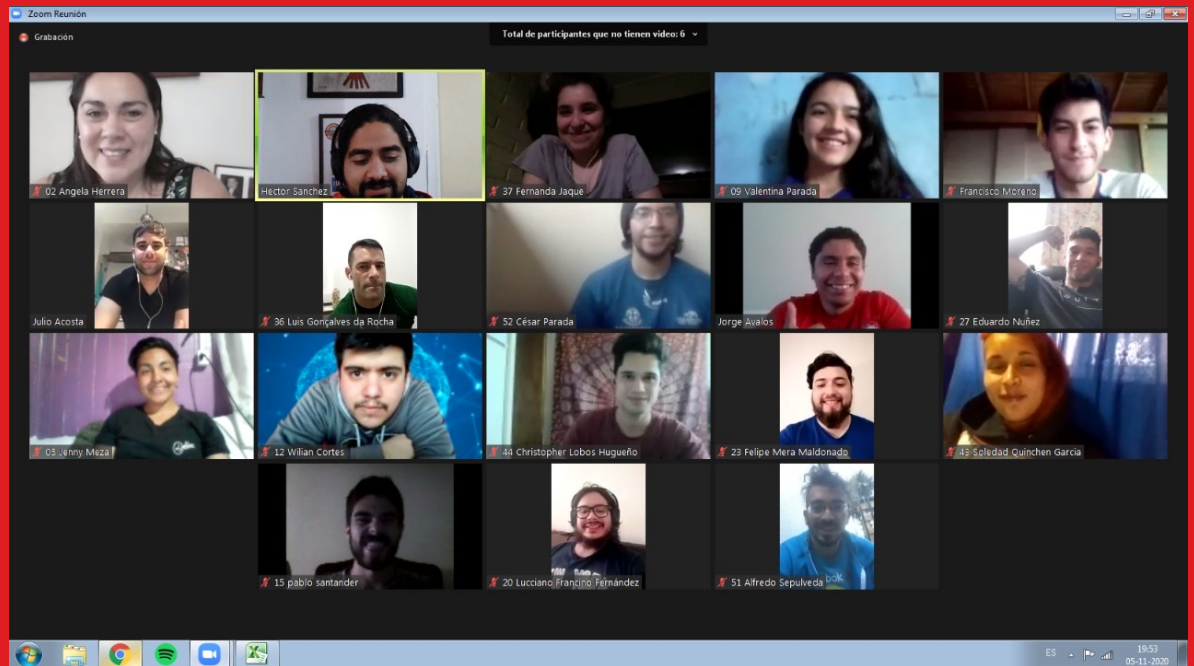 Zoom Reunión
Grabación
Total de participantes que no tienen video: 6
02 Angela Herrera
Hector Sanchez
37 Fernanda Jaque
09 Valentina Parada
Francisco Moreno
Julio Acosta
36 Luis Gonçalves da Rocha
52 César Parada
Jorge Avalos
27 Eduardo Nuñez
03 Jenny Meza
12 Wilian Cortes
44 Christopher Lobos Hugueño
23 Felipe Mera Maldonado
43 Soledad Quinchen Garcia
15 pablo santander
20 Lucciano Francino Fernández
51 Alfredo Sepulveda
ES
19:53
05-11-2020